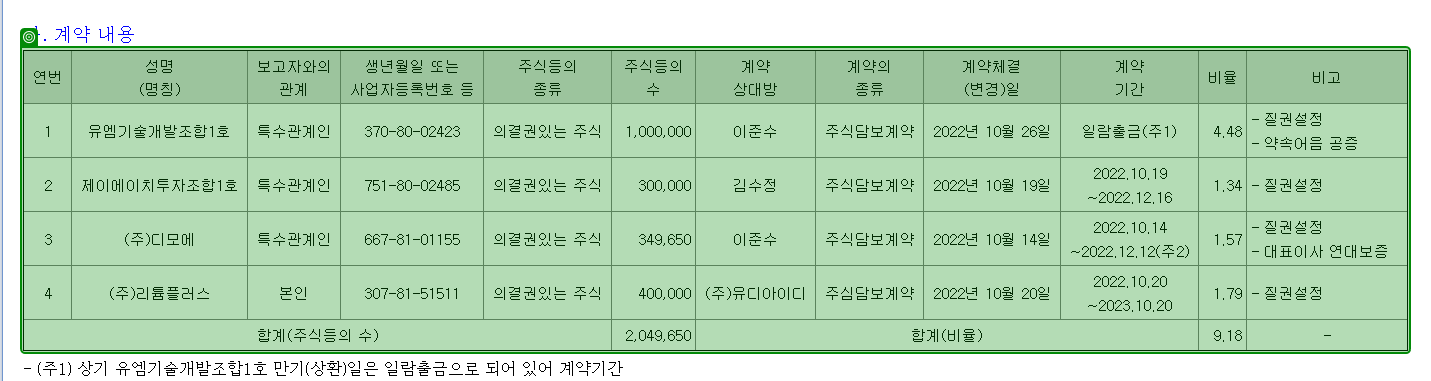 . 계약 내용
연번 성명 (명칭) 보고자와의 관계 생년월일 또는 사업자등록번호 등 주식등의 종류 주식등의 수 계약 상대방 계약의 종류 계약체결 (변경)일 계약 기간 비율 비고
1 유엠기술개발조합1호 특수관계인 370-80-02423 의결권있는 주식 1,000,000 이준수 주식담보계약 2022년 10월 26일 일람출금(주1) 4.48 - 질권설정 - 약속어음 공증
2 제이에이치투자조합1호 특수관계인 751-80-02485 의결권있는 주식 300,000 김수정 주식담보계약 2022년 10월 19일 2022.10.19 ~2022.12.16 1.34 - 질권설정
3 (주)디모에 특수관계인 667-81-01155 의결권있는 주식 349,650 이준수 주식담보계약 2022년 10월 14일 2022.10.14 ~2022.12.12(주2) 1.57 - 질권설정 - 대표이사 연대보증
4 (주)리튬플러스 본인 307-81-51511 의결권있는 주식 400,000 (주)유디아이디 주심담보계약 2022년 10월 20일 2022.10.20 ~2023.10.20 1.79 - 질권설정
합계(주식등의 수) 2,049,650 합계(비율) 9.18 -
- (주1) 상기 유엠기술개발조합1호 만기(상환)일은 일람출금으로 되어 있어 계약기간